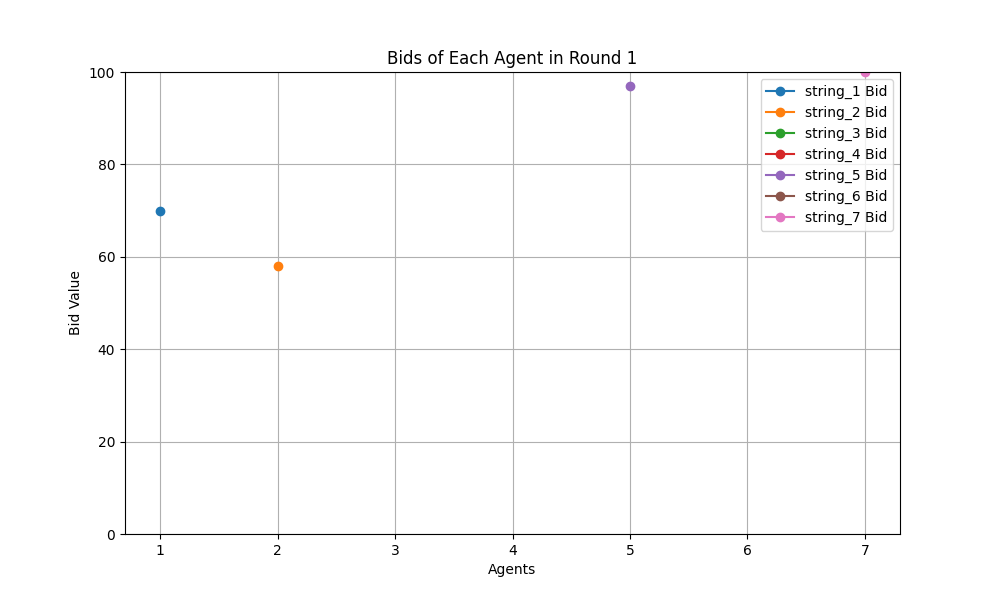 Bids of Each Agent in Round 1
100
80
60
40
20
0
Bid Value
string_1 Bid
string_2 Bid
string_3 Bid
string_4 Bid
string_5 Bid
string_6 Bid
string_7 Bid
1 2 3 4 5 6 7
Agents